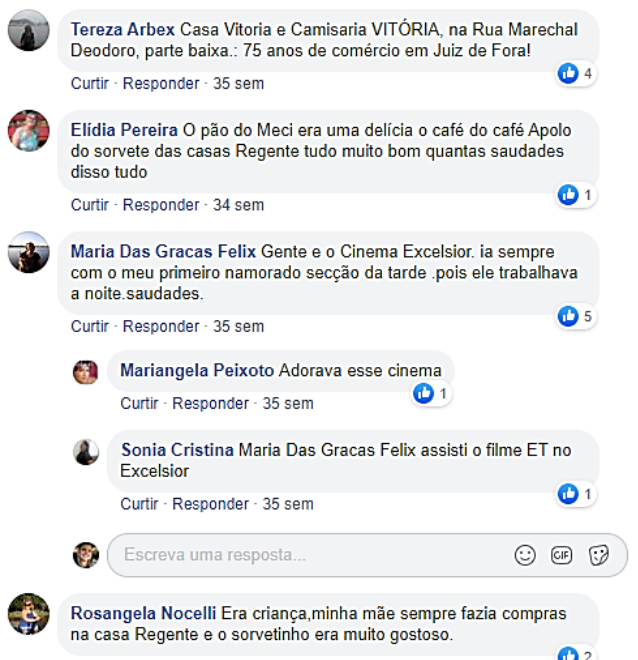 Tereza Arbex Casa Vitoria e Camisaria VITÓRIA, na Rua Marechal
Deodoro, parte baixa.: 75 anos de comércio em Juiz de Fora!
4
Curtir · Responder · 35 sem
Elídia Pereira O pão do Meci era uma delícia o café do café Apolo
do sorvete das casas Regente tudo muito bom quantas saudades
disso tudo
1
Curtir · Responder · 34 sem
Maria Das Gracas Felix Gente e o Cinema Excelsior. ia sempre
com o meu primeiro namorado secção da tarde .pois ele trabalhava
a noite.saudades.
5
Curtir · Responder · 35 sem
Mariangela Peixoto Adorava esse cinema
1
Curtir · Responder · 35 sem
Sonia Cristina Maria Das Gracas Felix assisti o filme ET no
Excelsior
1
Curtir · Responder · 35 sem
Escreva uma resposta... GIF
Rosangela Nocelli Era criança,minha mãe sempre fazia compras
na casa Regente e o sorvetinho era muito gostoso.
2